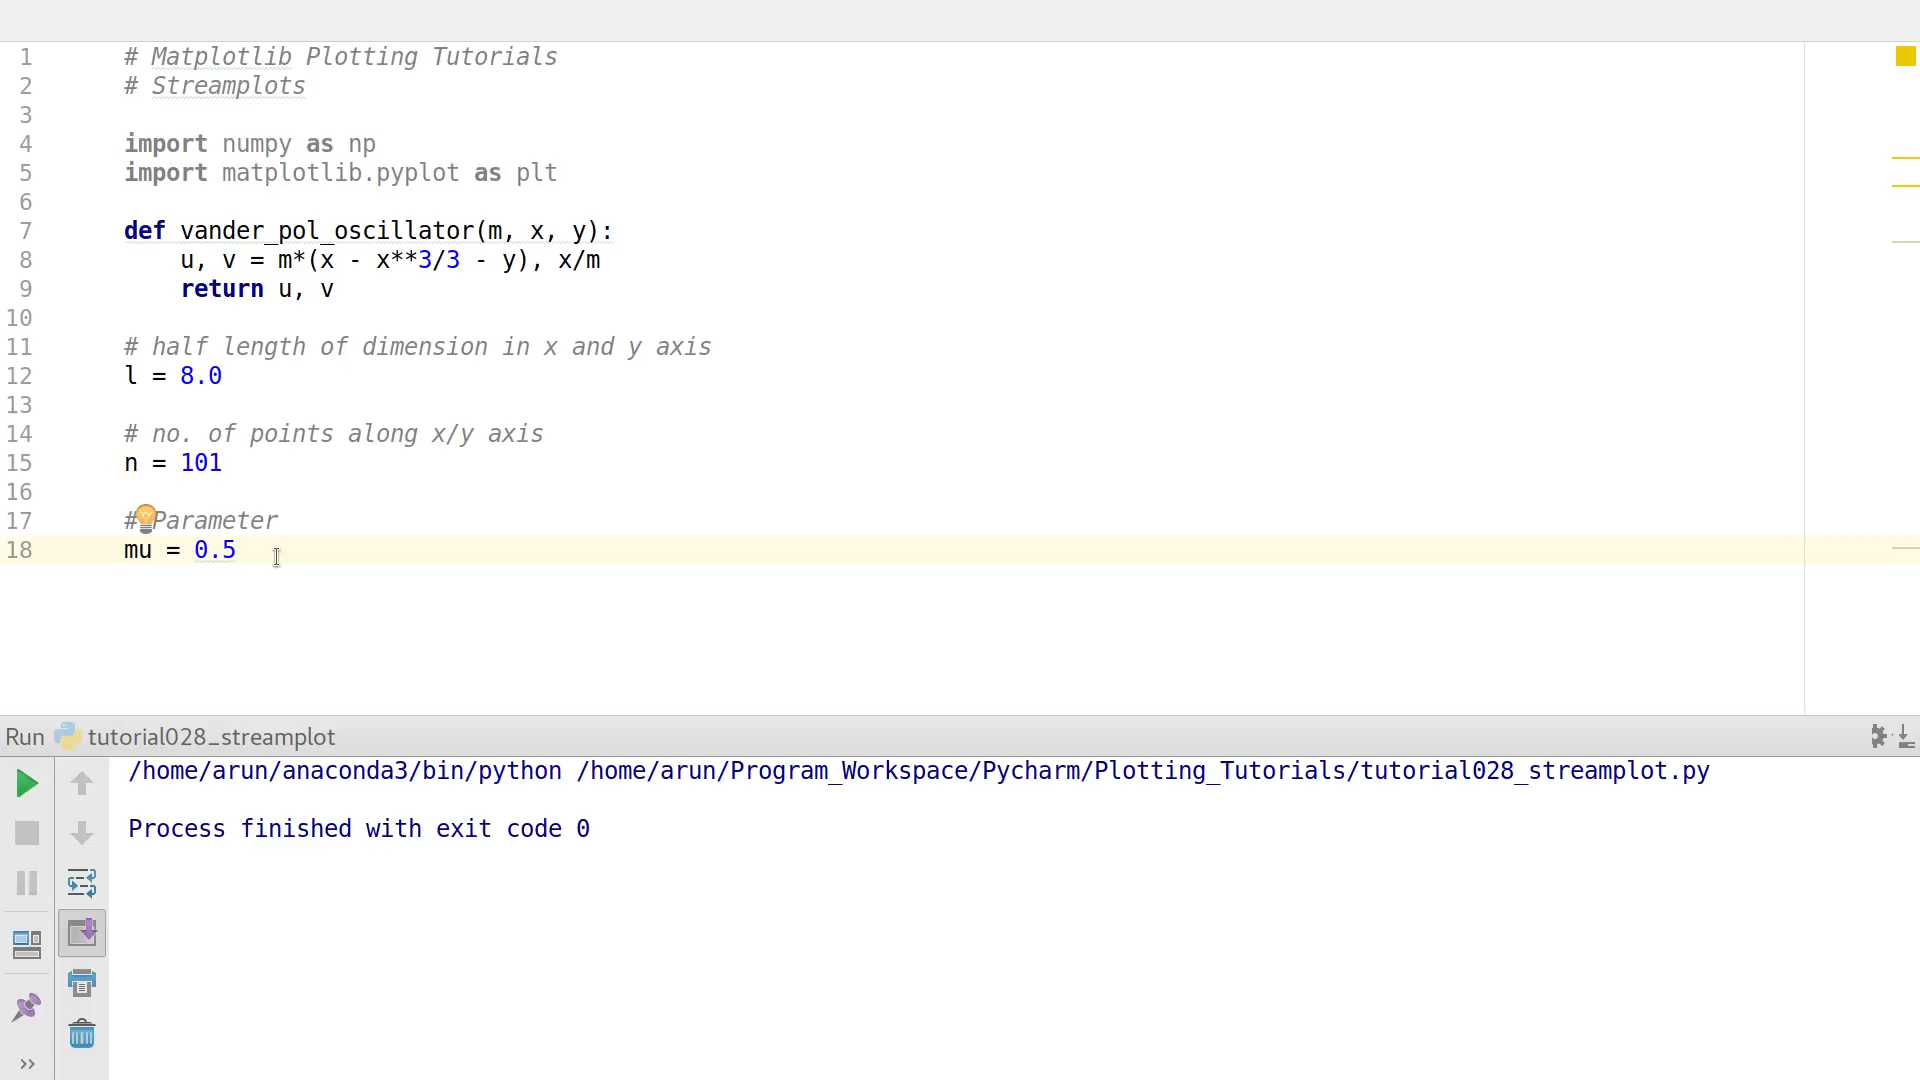 1 # Matplotlib Plotting Tutorials
2 # Streamplots
3
4 import numpy as np
5 import matplotlib.pyplot as plt
6
7 def vander_pol_oscillator(m, x, y):
8     u, v = m*(x - x**3/3 - y), x/m
9     return u, v
10
11 # half length of dimension in x and y axis
12 l = 8.0
13
14 # no. of points along x/y axis
15 n = 101
16
17 # Parameter
18 mu = 0.5
Run tutorial028_streamplot
/home/arun/anaconda3/bin/python /home/arun/Program_Workspace/Pycharm/Plotting_Tutorials/tutorial028_streamplot.py
Process finished with exit code 0